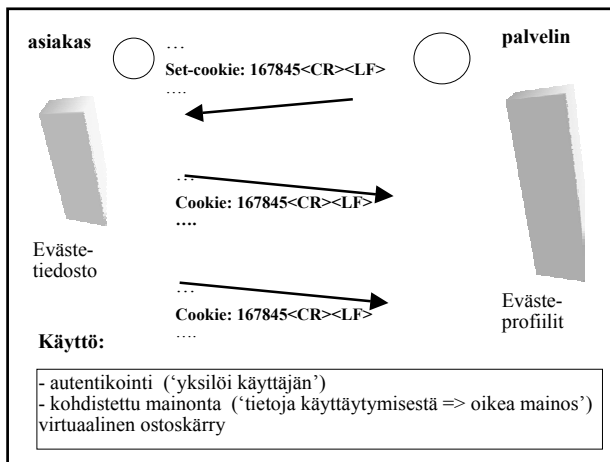 asiakas
palvelin
…
Set-cookie: 167845<CR><LF>
….
…
Cookie: 167845<CR><LF>
….
Eväste-
tiedosto
Eväste-
profiilit
…
Cookie: 167845<CR><LF>
….
Käyttö:
- autentikointi (‘yksilöi käyttäjän’)
- kohdistettu mainonta (‘tietoja käyttäytymisestä => oikea mainos’)
virtuaalinen ostoskärry